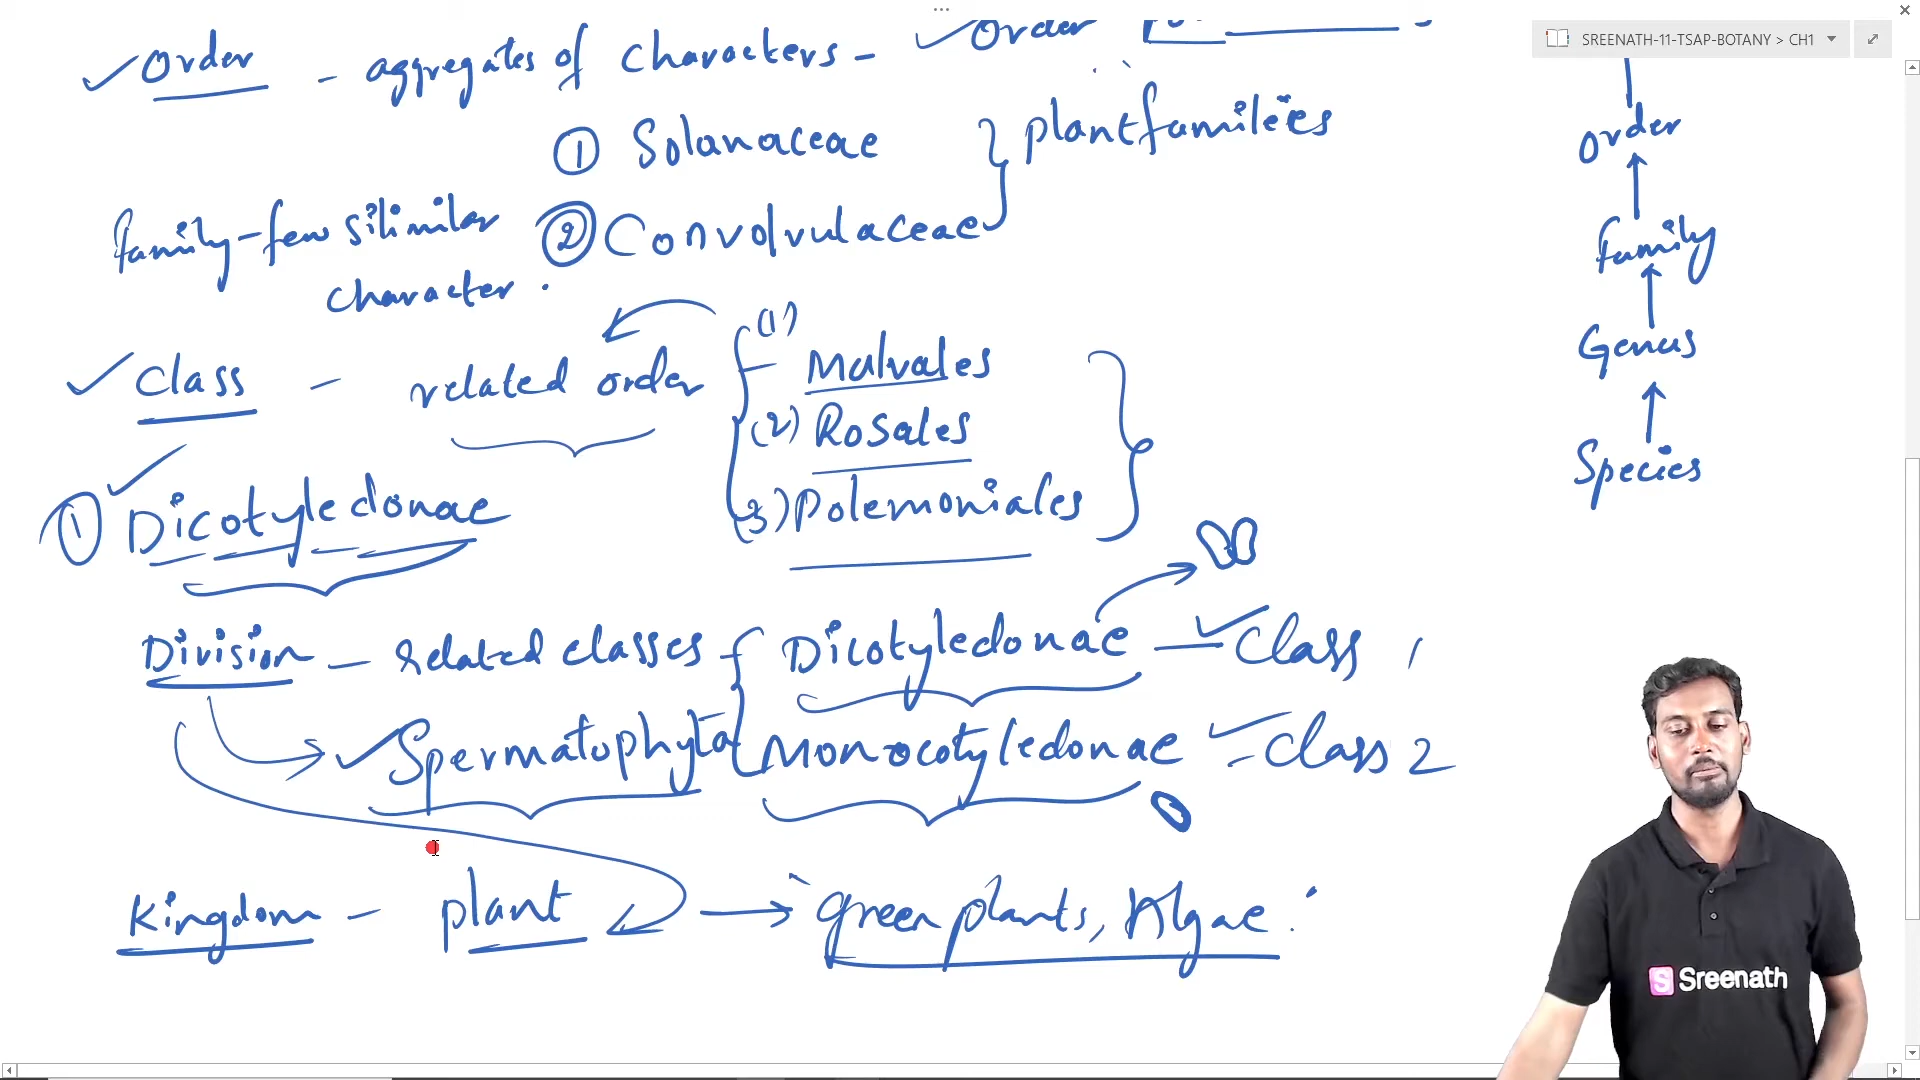 SREENATH-11-TSAP-BOTANY > CH1
✓ Order - aggregates of characters - ✓ Order
① Solanaceae } plant families
family - few silimilar ② Convolvulaceae
character .
✓ Class - related order { (1) Malvales
(2) Rosales
(3) Polemoniales
① Dicotyledonae
Division - related classes { Dicotyledonae - ✓ Class 1
✓ Spermatophyta { Monocotyledonae ✓ - Class 2
Kingdom - plant → green plants, Algae .
Order
Family
Genus
Species
S Sreenath